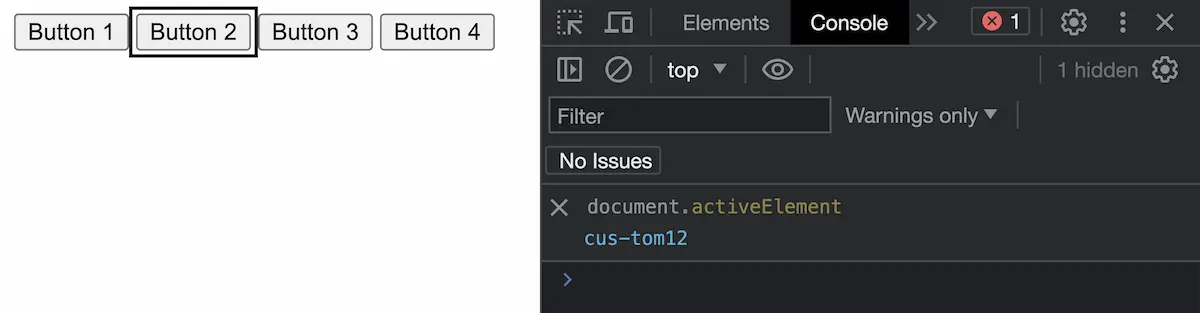 Button 1 Button 2 Button 3 Button 4
Elements Console 1
top 1 hidden
Filter Warnings only
No Issues
document.activeElement
cus-tom12